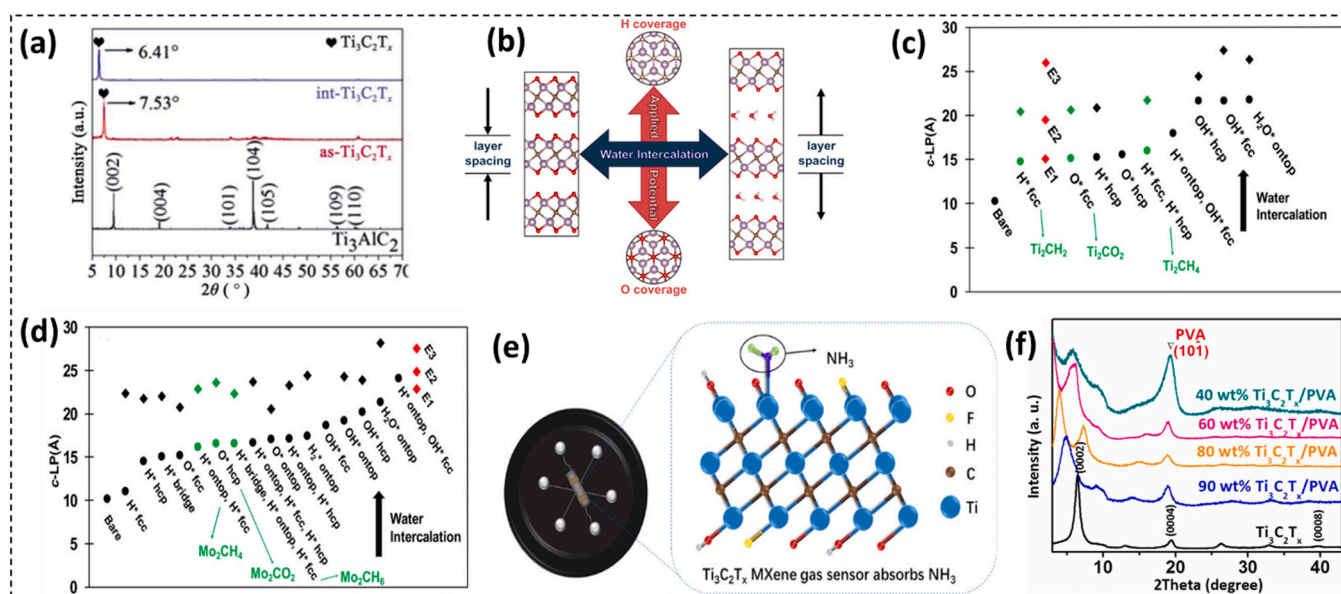 (a)
♥ Ti₃C₂Tₓ
6.41°
int-Ti₃C₂Tₓ
7.53°
as-Ti₃C₂Tₓ
(002)
(004)
(101)
(104)
(105)
(109)
(110)
Ti₃AlC₂
Intensity (a.u.)
5 10 15 20 25 30 35 40 45 50 55 60 65 70
2θ ( ° )
(b)
H coverage
layer
spacing
Applied
Water Intercalation
Potential
layer
spacing
O coverage
(c)
c-LP(Å)
30
25
20
15
10
5
0
E3
E2
E1
Bare
H* fcc
O* fcc
H* hcp
O* hcp
H* fcc, H* hcp
H* ontop, OH* fcc
OH* hcp
OH* fcc
H₂O* ontop
Water
Intercalation
Ti₂CH₂
Ti₂CO₂
Ti₂CH₄
(d)
c-LP(Å)
30
25
20
15
10
5
0
E3
E2
E1
Bare
H* fcc
H* hcp
H* bridge
O* fcc
H* ontop, H* fcc
O* hcp
H* bridge, H* ontop, H* fcc
H* ontop, H* fcc, H* hcp
O* ontop
H* ontop, H* hcp
H₂* ontop
OH* fcc
OH* ontop
OH* hcp
H₂O* ontop
H* ontop, OH* fcc
Water
Intercalation
Mo₂CH₄
Mo₂CO₂
Mo₂CH₆
(e)
NH₃
O
F
H
C
Ti
Ti₃C₂Tₓ MXene gas sensor absorbs NH₃
(f)
PVA
(101)
40 wt% Ti₃C₂Tₓ/PVA
60 wt% Ti₃C₂Tₓ/PVA
80 wt% Ti₃C₂Tₓ/PVA
(0002)
90 wt% Ti₃C₂Tₓ/PVA
(0004)
(0008)
Ti₃C₂Tₓ
Intensity (a. u.)
10 20 30 40
2Theta (degree)